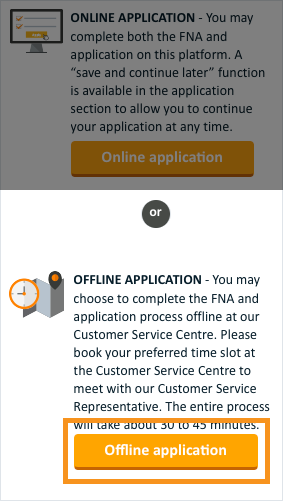 ONLINE APPLICATION - You may
complete both the FNA and
application on this platform. A
“save and continue later” function
is available in the application
section to allow you to continue
your application at any time.
Online application
or
OFFLINE APPLICATION - You may
choose to complete the FNA and
application process offline at our
Customer Service Centre. Please
book your preferred time slot at
the Customer Service Centre to
meet with our Customer Service
Representative. The entire process
will take about 30 to 45 minutes.
Offline application